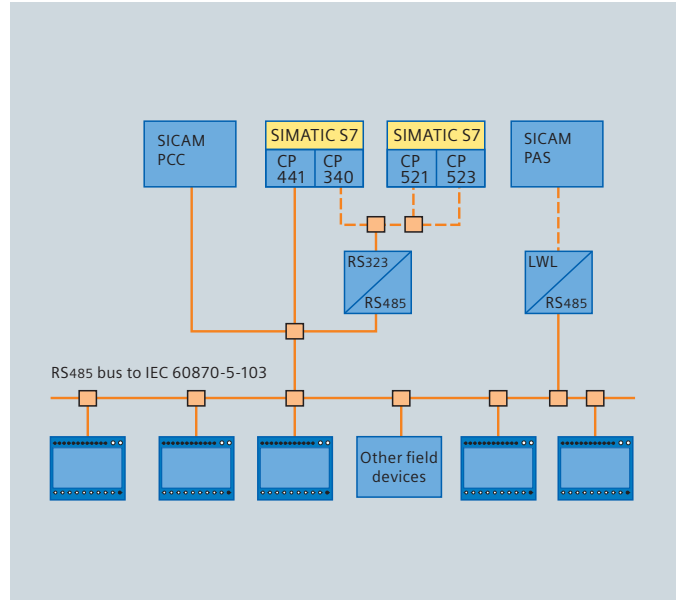 SICAM
PCC
SIMATIC S7
CP
441
CP
340
SIMATIC S7
CP
521
CP
523
SICAM
PAS
RS323
RS485
LWL
RS485
RS485 bus to IEC 60870-5-103
Other field
devices